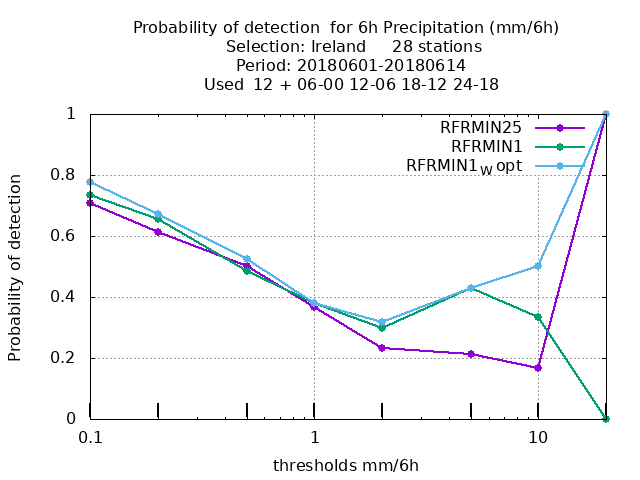 Probability of detection  for 6h Precipitation (mm/6h)
Selection: Ireland     28 stations
Period: 20180601-20180614
Used  12 + 06-00 12-06 18-12 24-18
RFRMIN25
RFRMIN1
RFRMIN1W opt
Probability of detection
1
0.8
0.6
0.4
0.2
0
0.1 1 10
thresholds mm/6h